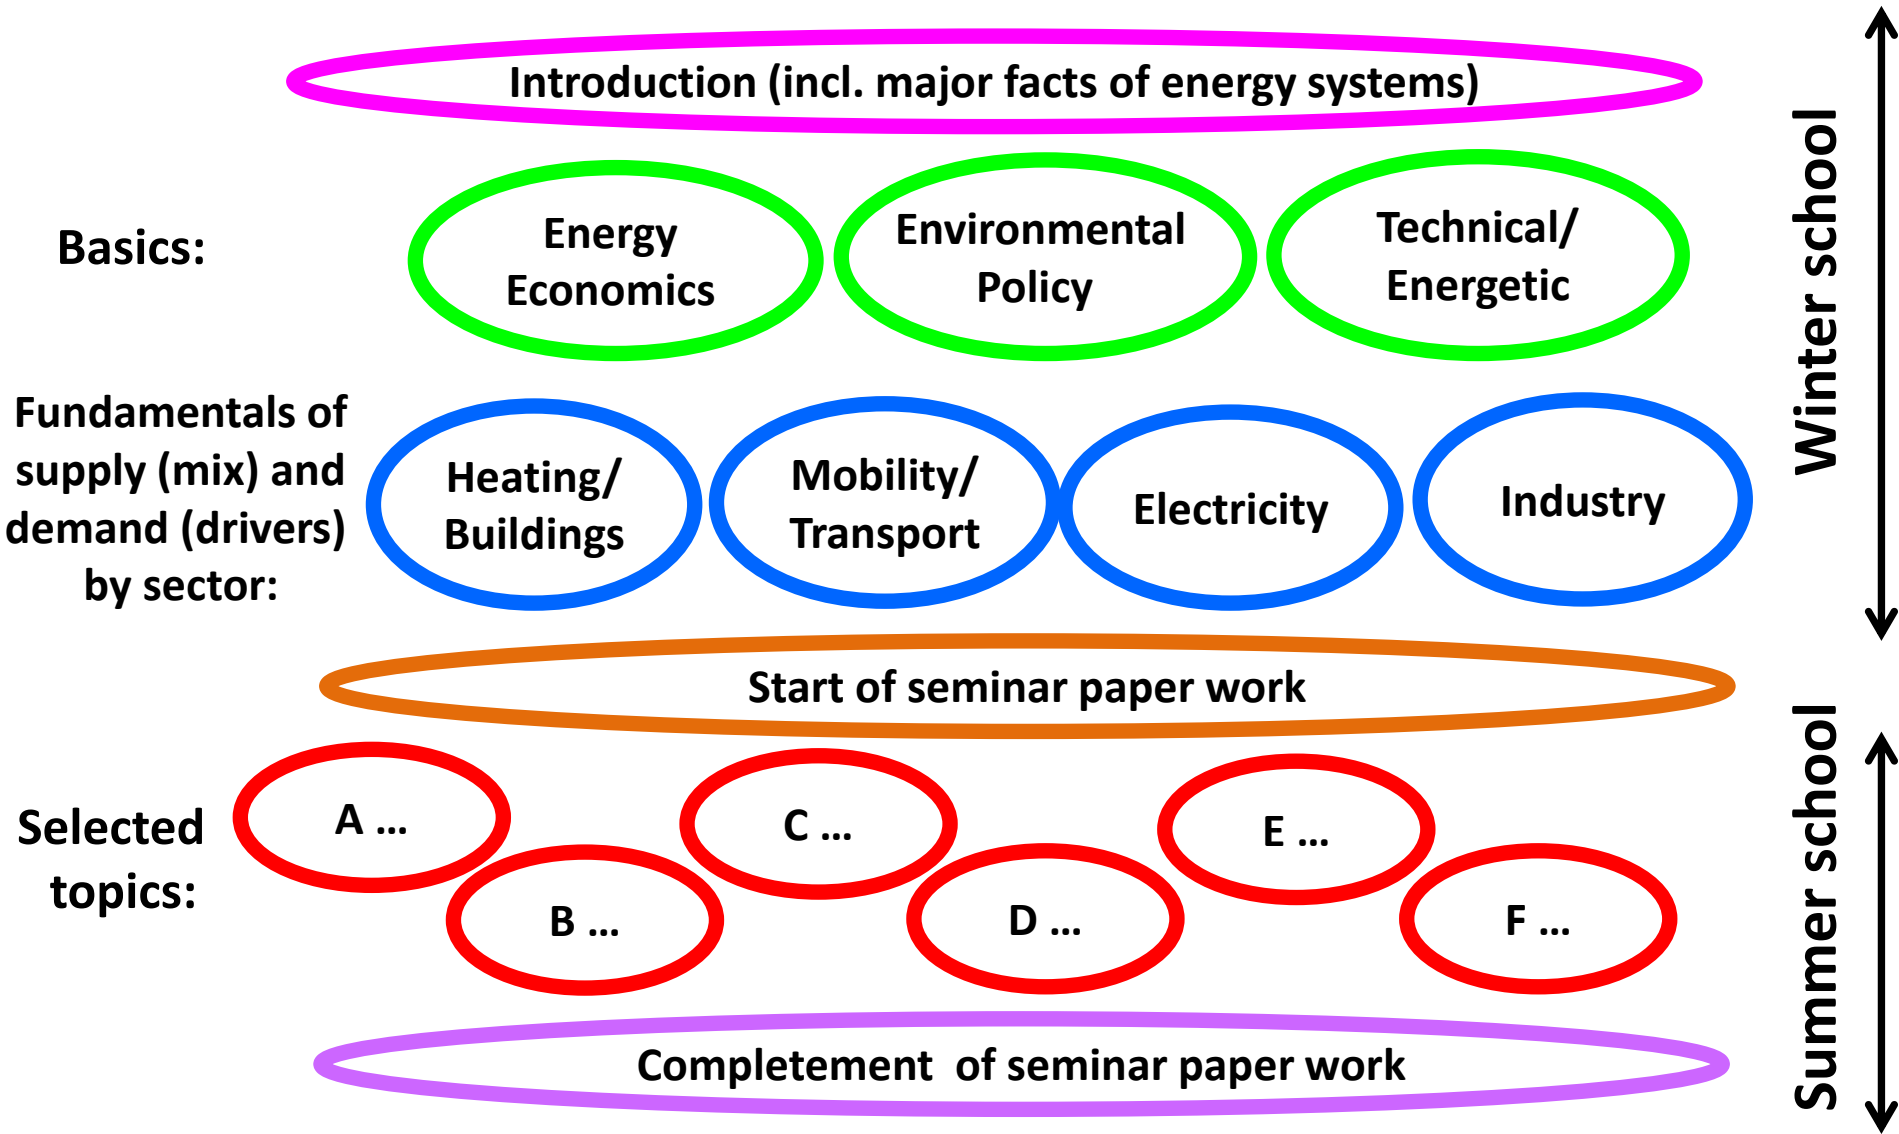 Introduction (incl. major facts of energy systems)
Basics:
Energy
Economics
Environmental
Policy
Technical/
Energetic
Fundamentals of
supply (mix) and
demand (drivers)
by sector:
Heating/
Buildings
Mobility/
Transport
Electricity
Industry
Winter school
Start of seminar paper work
Selected
topics:
A ...
B ...
C ...
D ...
E ...
F ...
Completement  of seminar paper work
Summer school